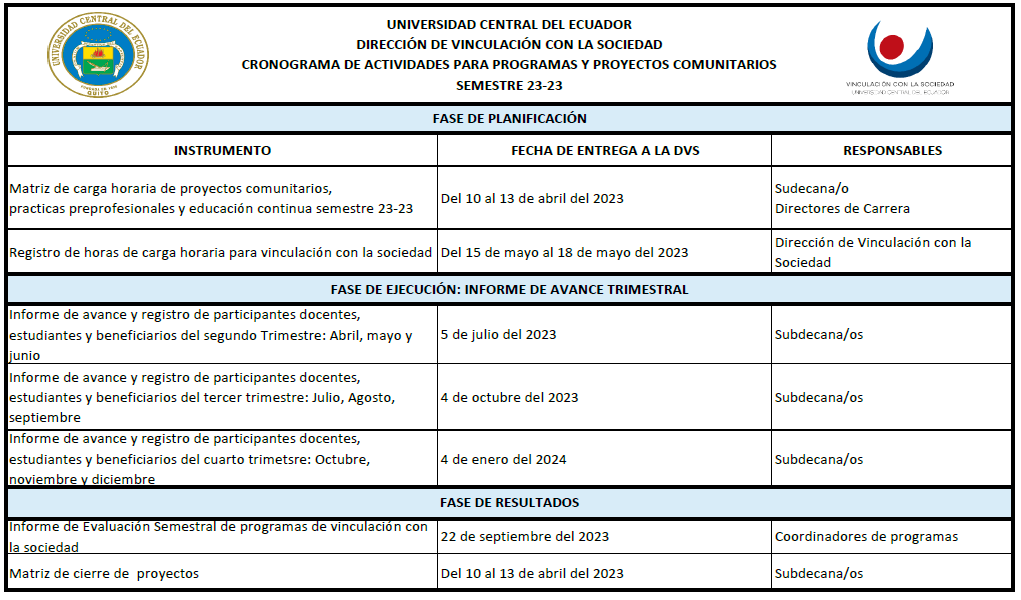 UNIVERSIDAD CENTRAL DEL ECUADOR
DIRECCIÓN DE VINCULACIÓN CON LA SOCIEDAD
CRONOGRAMA DE ACTIVIDADES PARA PROGRAMAS Y PROYECTOS COMUNITARIOS
SEMESTRE 23-23
UNIVERSIDAD CENTRAL DEL ECUADOR
QUITO
VINCULACIÓN CON LA SOCIEDAD
UNIVERSIDAD CENTRAL DEL ECUADOR
FASE DE PLANIFICACIÓN
INSTRUMENTO
FECHA DE ENTREGA A LA DVS
RESPONSABLES
Matriz de carga horaria de proyectos comunitarios,
practicas preprofesionales y educación continua semestre 23-23
Del 10 al 13 de abril del 2023
Sudecana/o
Directores de Carrera
Registro de horas de carga horaria para vinculación con la sociedad
Del 15 de mayo al 18 de mayo del 2023
Dirección de Vinculación con la
Sociedad
FASE DE EJECUCIÓN: INFORME DE AVANCE TRIMESTRAL
Informe de avance y registro de participantes docentes,
estudiantes y beneficiarios del segundo Trimestre: Abril, mayo y
junio
5 de julio del 2023
Subdecana/os
Informe de avance y registro de participantes docentes,
estudiantes y beneficiarios del tercer trimestre: Julio, Agosto,
septiembre
4 de octubre del 2023
Subdecana/os
Informe de avance y registro de participantes docentes,
estudiantes y beneficiarios del cuarto trimetsre: Octubre,
noviembre y diciembre
4 de enero del 2024
Subdecana/os
FASE DE RESULTADOS
Informe de Evaluación Semestral de programas de vinculación con
la sociedad
22 de septiembre del 2023
Coordinadores de programas
Matriz de cierre de  proyectos
Del 10 al 13 de abril del 2023
Subdecana/os